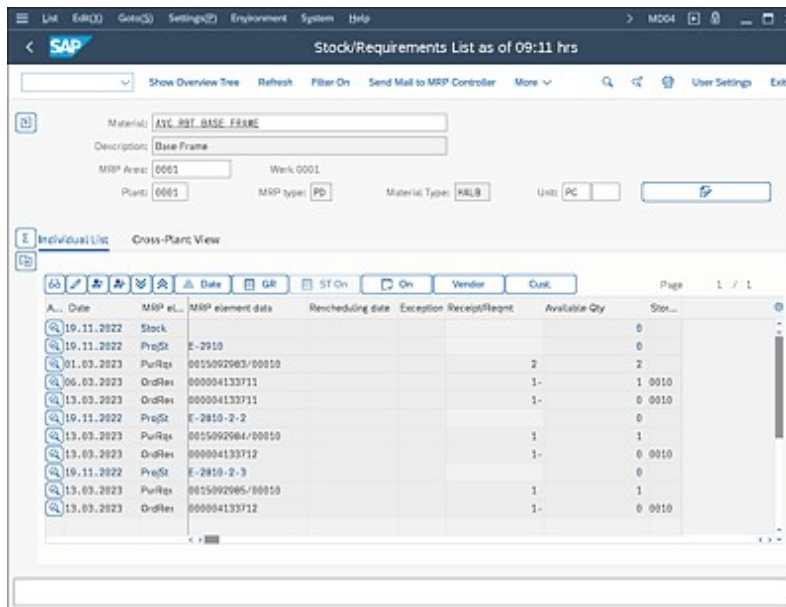 List Edit(X) Goto(S) Settings(P) Environment System Help MD04
SAP Stock/Requirements List as of 09:11 hrs
Show Overview Tree Refresh Filter On Send Mail to MRP Controller More User Settings Exit
Material: AVC_RBT_BASE_FRAME
Description: Base Frame
MRP Area: 0001 Werk 0001
Plant: 0001 MRP type: PD Material Type: HALB Unit: PC
Individual List Cross-Plant View
Date GR ST On On Vendor Cust. Page 1 / 1
A... Date MRP el... MRP element data Rescheduling date Exception Receipt/Reqmt Available Qty Stor...
19.11.2022 Stock 0
19.11.2022 ProjSt E-2910 0
01.03.2023 PurRqs 0015092983/00010 2 2
06.03.2023 OrdRes 000004133711 1- 1 0010
13.03.2023 OrdRes 000004133711 1- 0 0010
19.11.2022 ProjSt E-2810-2-2 0
13.03.2023 PurRqs 0015092984/00010 1 1
13.03.2023 OrdRes 000004133712 1- 0 0010
19.11.2022 ProjSt E-2810-2-3 0
13.03.2023 PurRqs 0015092985/00010 1 1
13.03.2023 OrdRes 000004133712 1- 0 0010